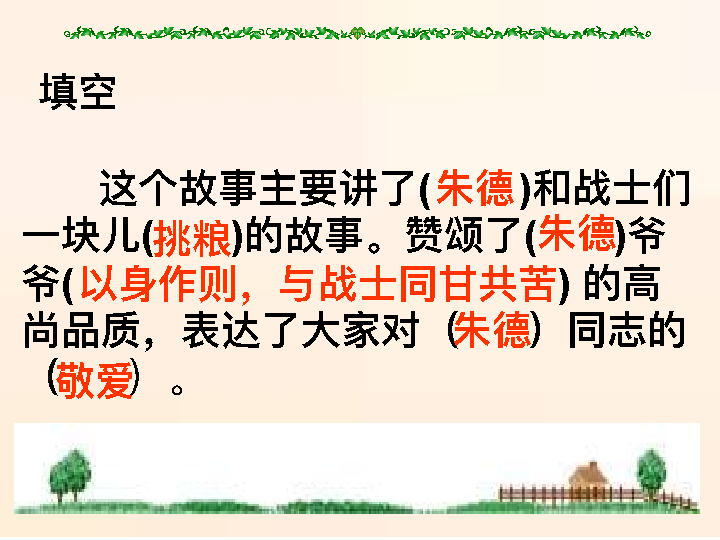 填空
这个故事主要讲了(朱德)和战士们
一块儿(挑粮)的故事。赞颂了(朱德)爷
爷(以身作则，与战士同甘共苦) 的高
尚品质，表达了大家对（朱德）同志的
（敬爱）。